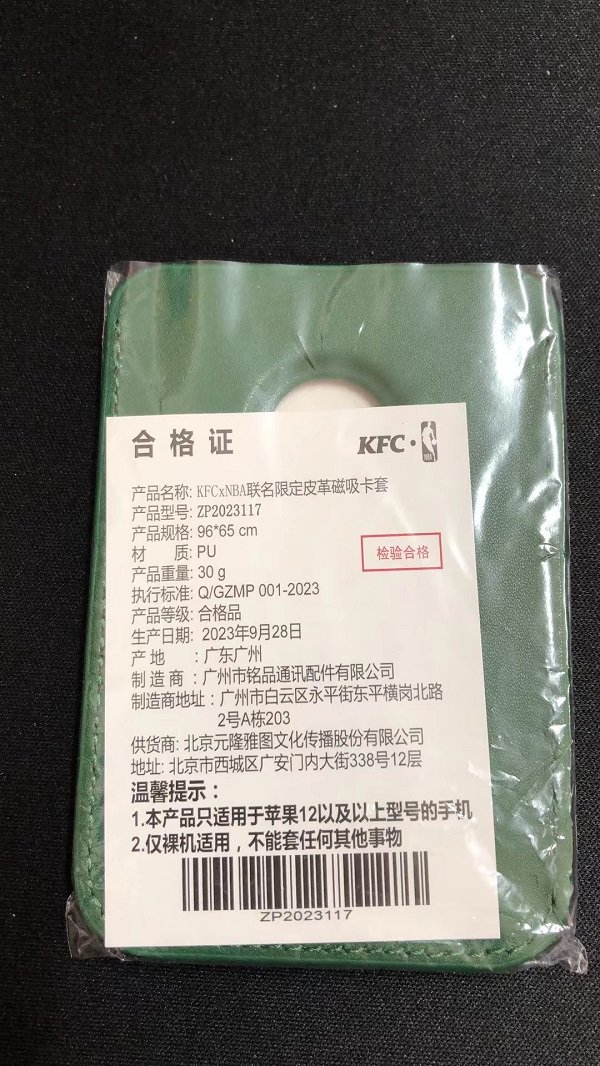 合格证
KFC · NBA
产品名称: KFCxNBA联名限定皮革磁吸卡套
产品型号: ZP2023117
产品规格: 96*65 cm
材 质: PU
检验合格
产品重量: 30 g
执行标准: Q/GZMP 001-2023
产品等级: 合格品
生产日期: 2023年9月28日
产 地 : 广东广州
制 造 商 : 广州市铭品通讯配件有限公司
制造商地址 : 广州市白云区永平街东平横岗北路
2号A栋203
供货商: 北京元隆雅图文化传播股份有限公司
地址: 北京市西城区广安门内大街338号12层
温馨提示：
1.本产品只适用于苹果12以及以上型号的手机
2.仅裸机适用，不能套任何其他事物
ZP2023117